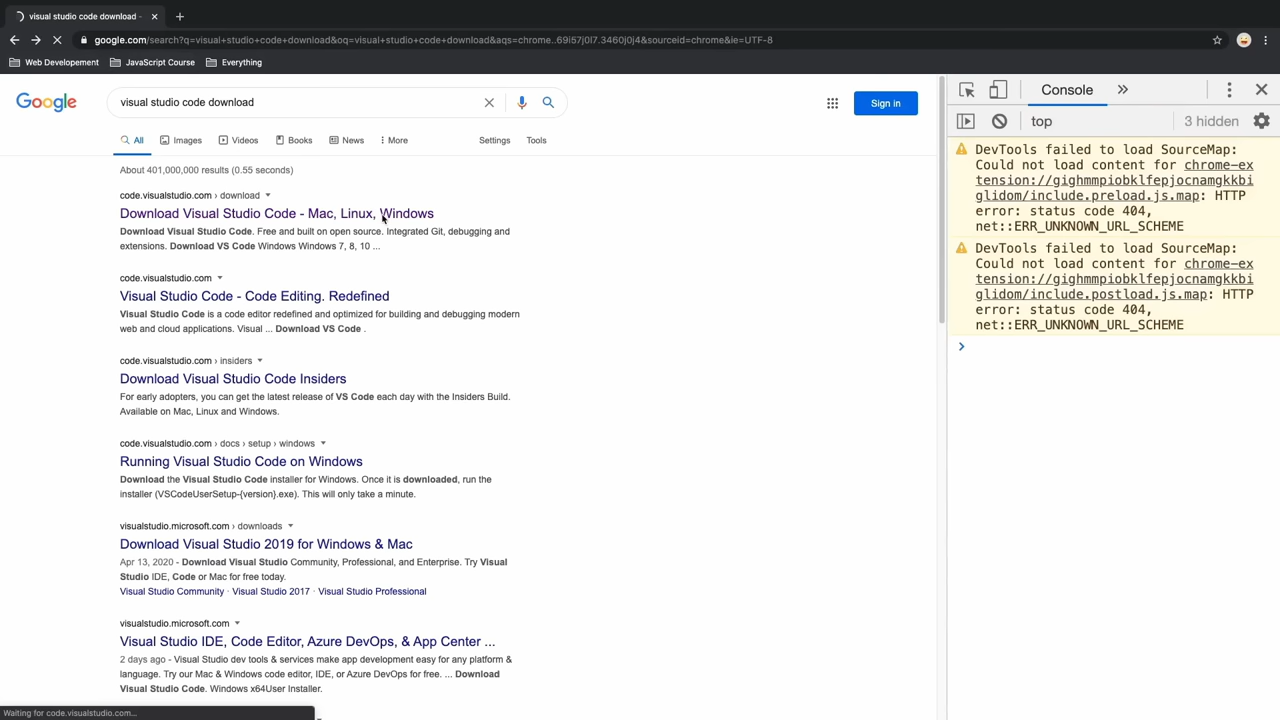 visual studio code download -
google.com/search?q=visual+studio+code+download&oq=visual+studio+code+download&aqs=chrome..69i57j0l7.3460j0j4&sourceid=chrome&ie=UTF-8
Web Developement JavaScript Course Everything
Google visual studio code download Sign in
All Images Videos Books News More Settings Tools
About 401,000,000 results (0.55 seconds)
code.visualstudio.com › download
Download Visual Studio Code - Mac, Linux, Windows
Download Visual Studio Code. Free and built on open source. Integrated Git, debugging and
extensions. Download VS Code Windows Windows 7, 8, 10 ...
code.visualstudio.com
Visual Studio Code - Code Editing. Redefined
Visual Studio Code is a code editor redefined and optimized for building and debugging modern
web and cloud applications. Visual ... Download VS Code .
code.visualstudio.com › insiders
Download Visual Studio Code Insiders
For early adopters, you can get the latest release of VS Code each day with the Insiders Build.
Available on Mac, Linux and Windows.
code.visualstudio.com › docs › setup › windows
Running Visual Studio Code on Windows
Download the Visual Studio Code installer for Windows. Once it is downloaded, run the
installer (VSCodeUserSetup-{version}.exe). This will only take a minute.
visualstudio.microsoft.com › downloads
Download Visual Studio 2019 for Windows & Mac
Apr 13, 2020 - Download Visual Studio Community, Professional, and Enterprise. Try Visual
Studio IDE, Code or Mac for free today.
Visual Studio Community · Visual Studio 2017 · Visual Studio Professional
visualstudio.microsoft.com
Visual Studio IDE, Code Editor, Azure DevOps, & App Center ...
2 days ago - Visual Studio dev tools & services make app development easy for any platform &
language. Try our Mac & Windows code editor, IDE, or Azure DevOps for free. ... Download
Visual Studio Code. Windows x64User Installer.
Waiting for code.visualstudio.com...
Console
top 3 hidden
DevTools failed to load SourceMap:
Could not load content for chrome-ex
tension://gighmmpiobklfepjocnamgkkbi
glidom/include.preload.js.map: HTTP
error: status code 404,
net::ERR_UNKNOWN_URL_SCHEME
DevTools failed to load SourceMap:
Could not load content for chrome-ex
tension://gighmmpiobklfepjocnamgkkbi
glidom/include.postload.js.map: HTTP
error: status code 404,
net::ERR_UNKNOWN_URL_SCHEME